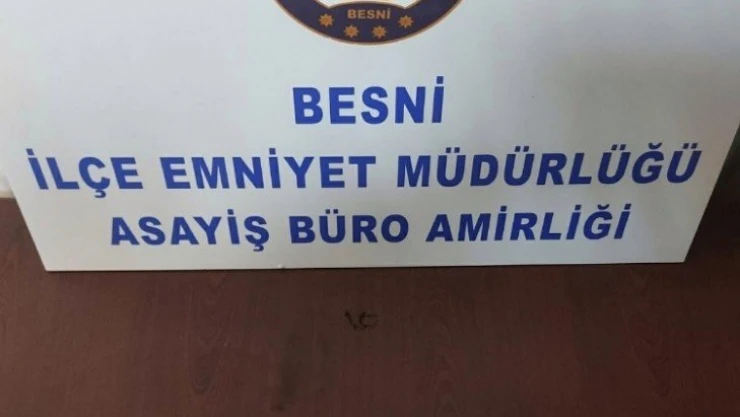 BESNİ
BESNİ
İLÇE EMNİYET MÜDÜRLÜĞÜ
ASAYİŞ BÜRO AMİRLİĞİ